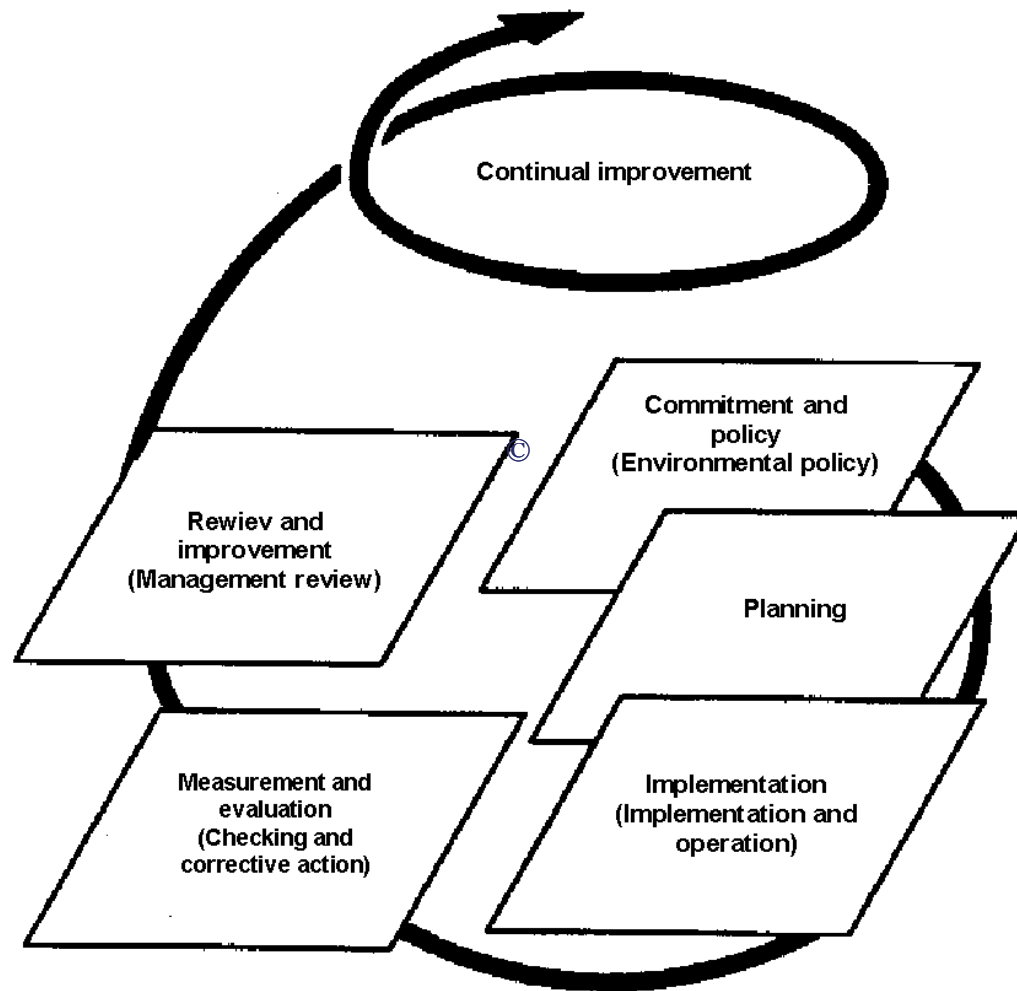 Continual improvement
Commitment and
policy
(Environmental policy)
©
Rewiev and
improvement
(Management review)
Planning
Measurement and
evaluation
(Checking and
corrective action)
Implementation
(Implementation and
operation)